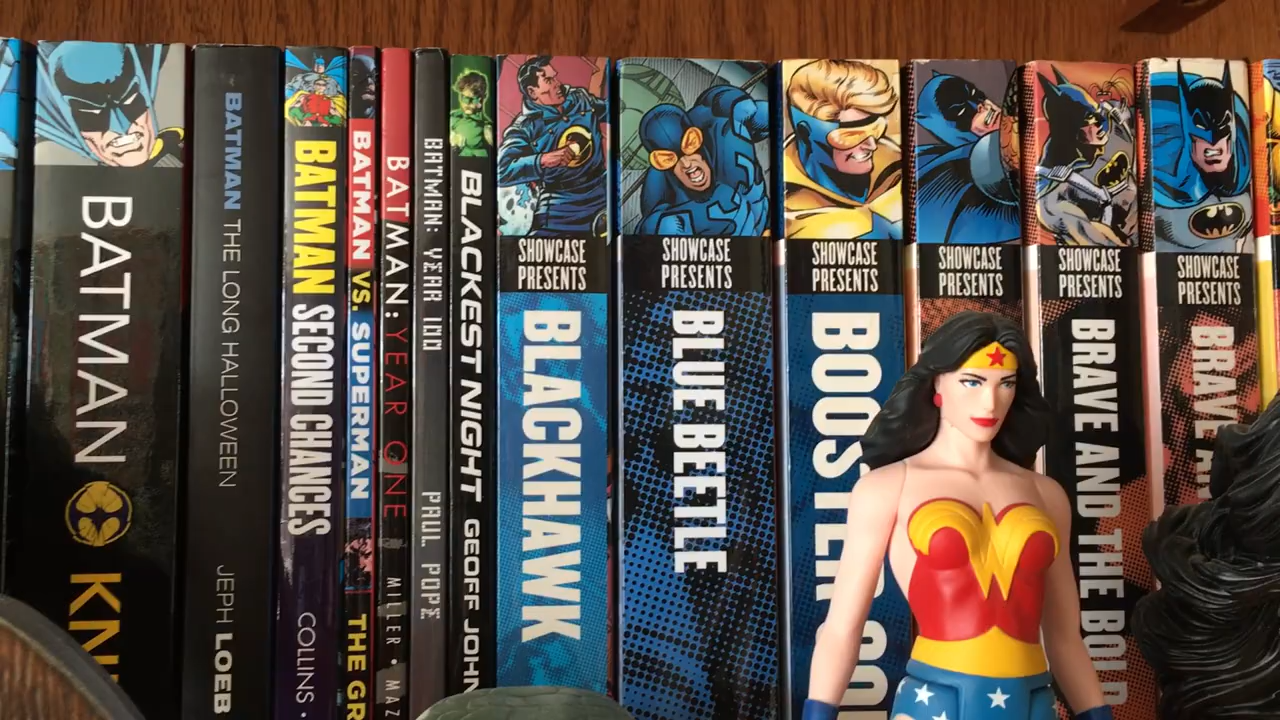 BATMAN KN
BATMAN THE LONG HALLOWEEN JEPH LOEB
BATMAN SECOND CHANCES COLLINS •
BATMAN VS. SUPERMAN THE GR
BATMAN: YEAR ONE MILLER • MAZ
BATMAN: YEAR 100 PAUL POPE
BLACKEST NIGHT GEOFF JOHN
SHOWCASE
PRESENTS
BLACKHAWK
SHOWCASE
PRESENTS
BLUE BEETLE
SHOWCASE
PRESENTS
BOOSTER GO
SHOWCASE
PRESENTS
SHOWCASE
PRESENTS
BRAVE AND THE BOLD
SHOWCASE
PRESENTS
BRAVE A